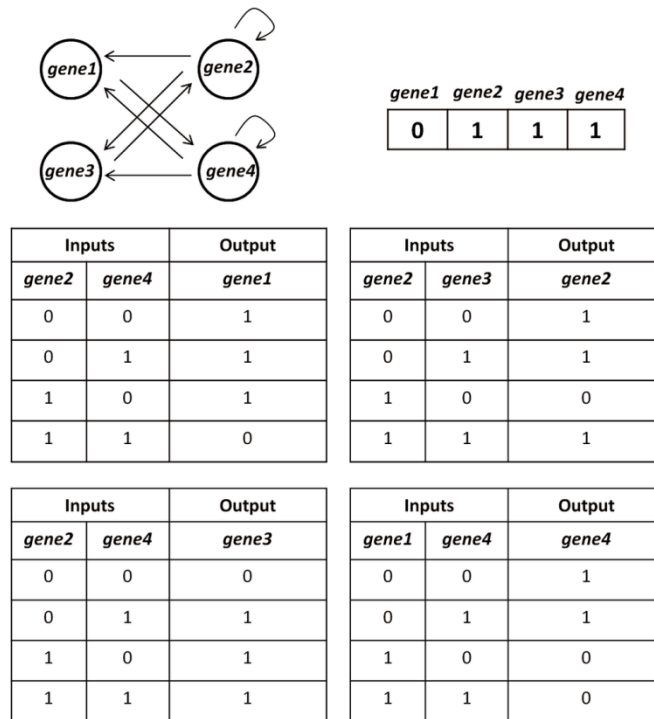 gene1
gene2
gene3
gene4
gene1 gene2 gene3 gene4
0 1 1 1
Inputs Output
gene2 gene4 gene1
0 0 1
0 1 1
1 0 1
1 1 0
Inputs Output
gene2 gene3 gene2
0 0 1
0 1 1
1 0 0
1 1 1
Inputs Output
gene2 gene4 gene3
0 0 0
0 1 1
1 0 1
1 1 1
Inputs Output
gene1 gene4 gene4
0 0 1
0 1 1
1 0 0
1 1 0